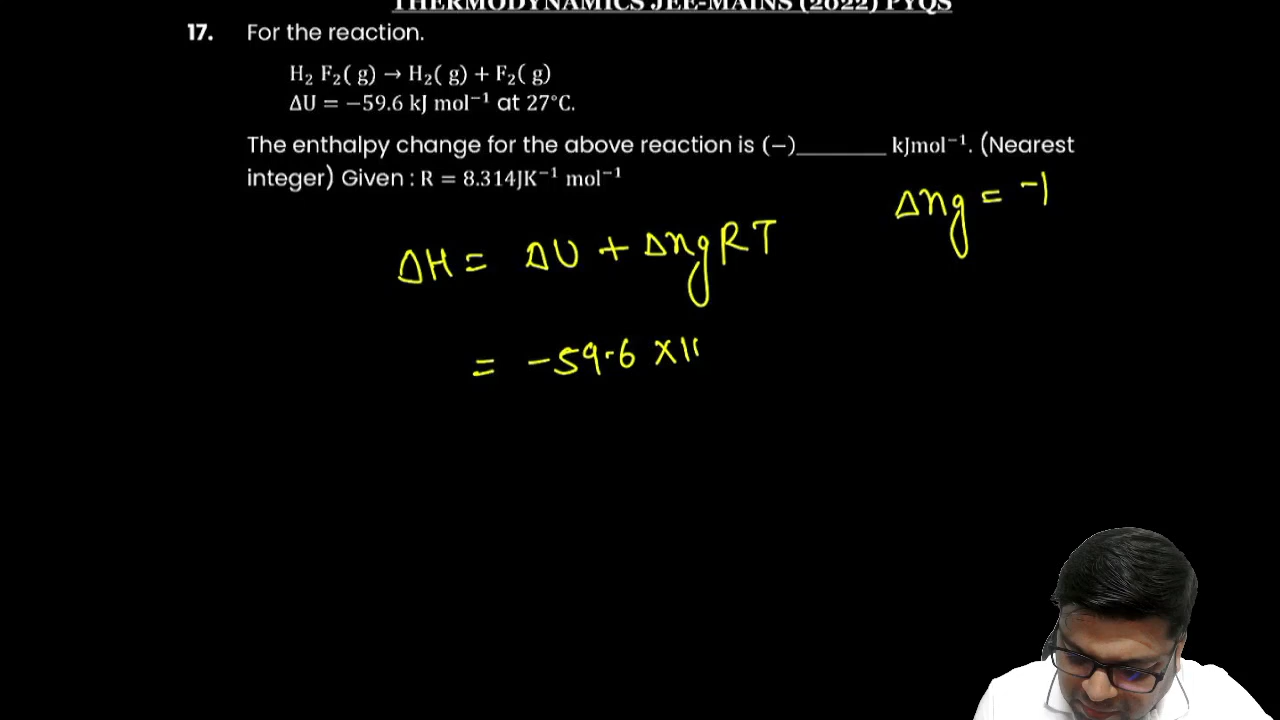 THERMODYNAMICS JEE-MAINS (2022) PYQS
17. For the reaction.
H₂ F₂( g) → H₂( g) + F₂( g)
ΔU = −59.6 kJ mol⁻¹ at 27°C.
The enthalpy change for the above reaction is (−)_______ kJmol⁻¹. (Nearest
integer) Given : R = 8.314JK⁻¹ mol⁻¹
Δng = -1
ΔH = ΔU + ΔngRT
= -59.6 ×1